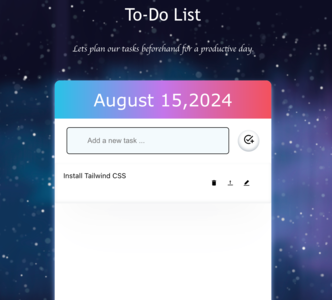 To-Do List
Lets plan our tasks beforehand for a productive day.
August 15,2024
Add a new task ...
Install Tailwind CSS